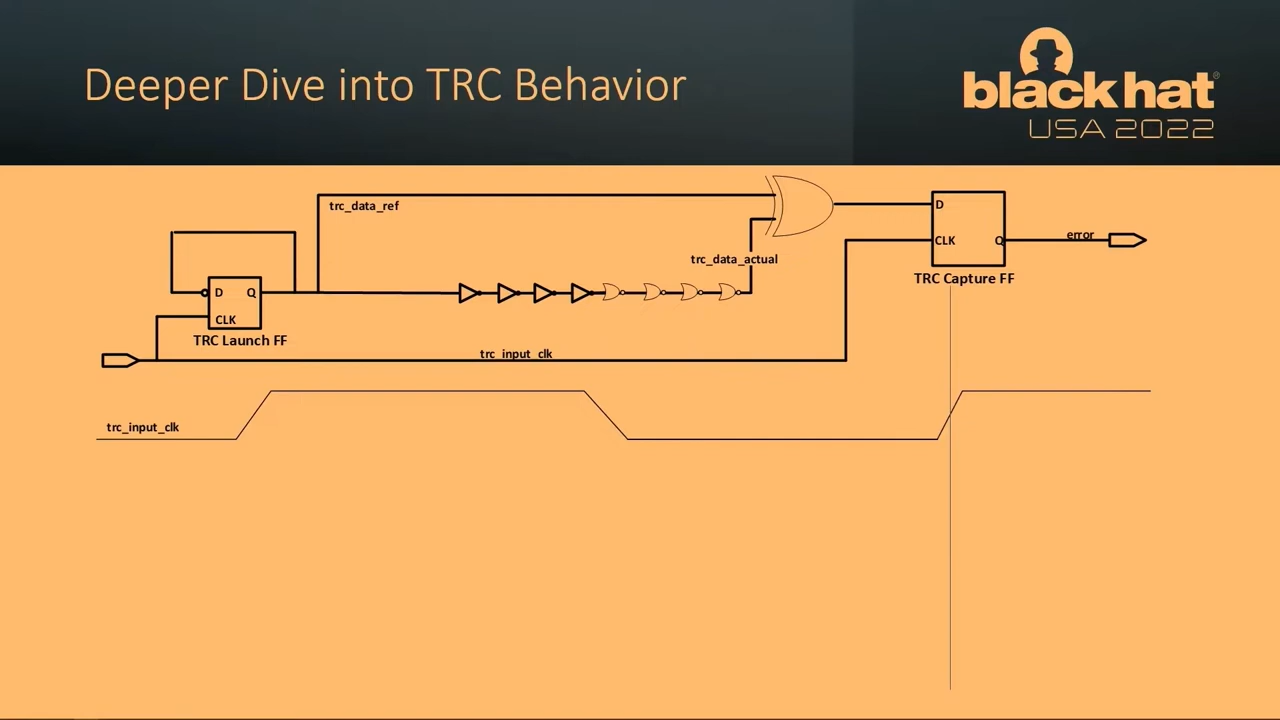 Deeper Dive into TRC Behavior
black hat®
USA 2022
trc_data_ref
D
CLK
Q
error
TRC Capture FF
trc_data_actual
D Q
CLK
TRC Launch FF
trc_input_clk
trc_input_clk